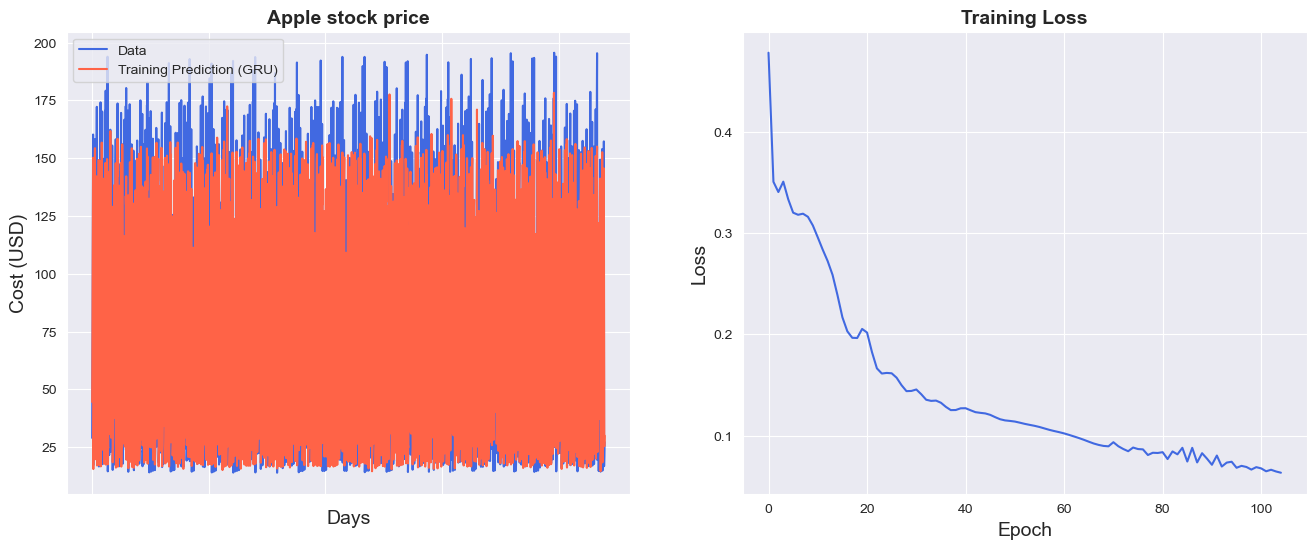 Apple stock price
Data
Training Prediction (GRU)
200
175
150
125
100
75
50
25
Cost (USD)
Days
Training Loss
0.4
0.3
0.2
0.1
Loss
0
20
40
60
80
100
Epoch